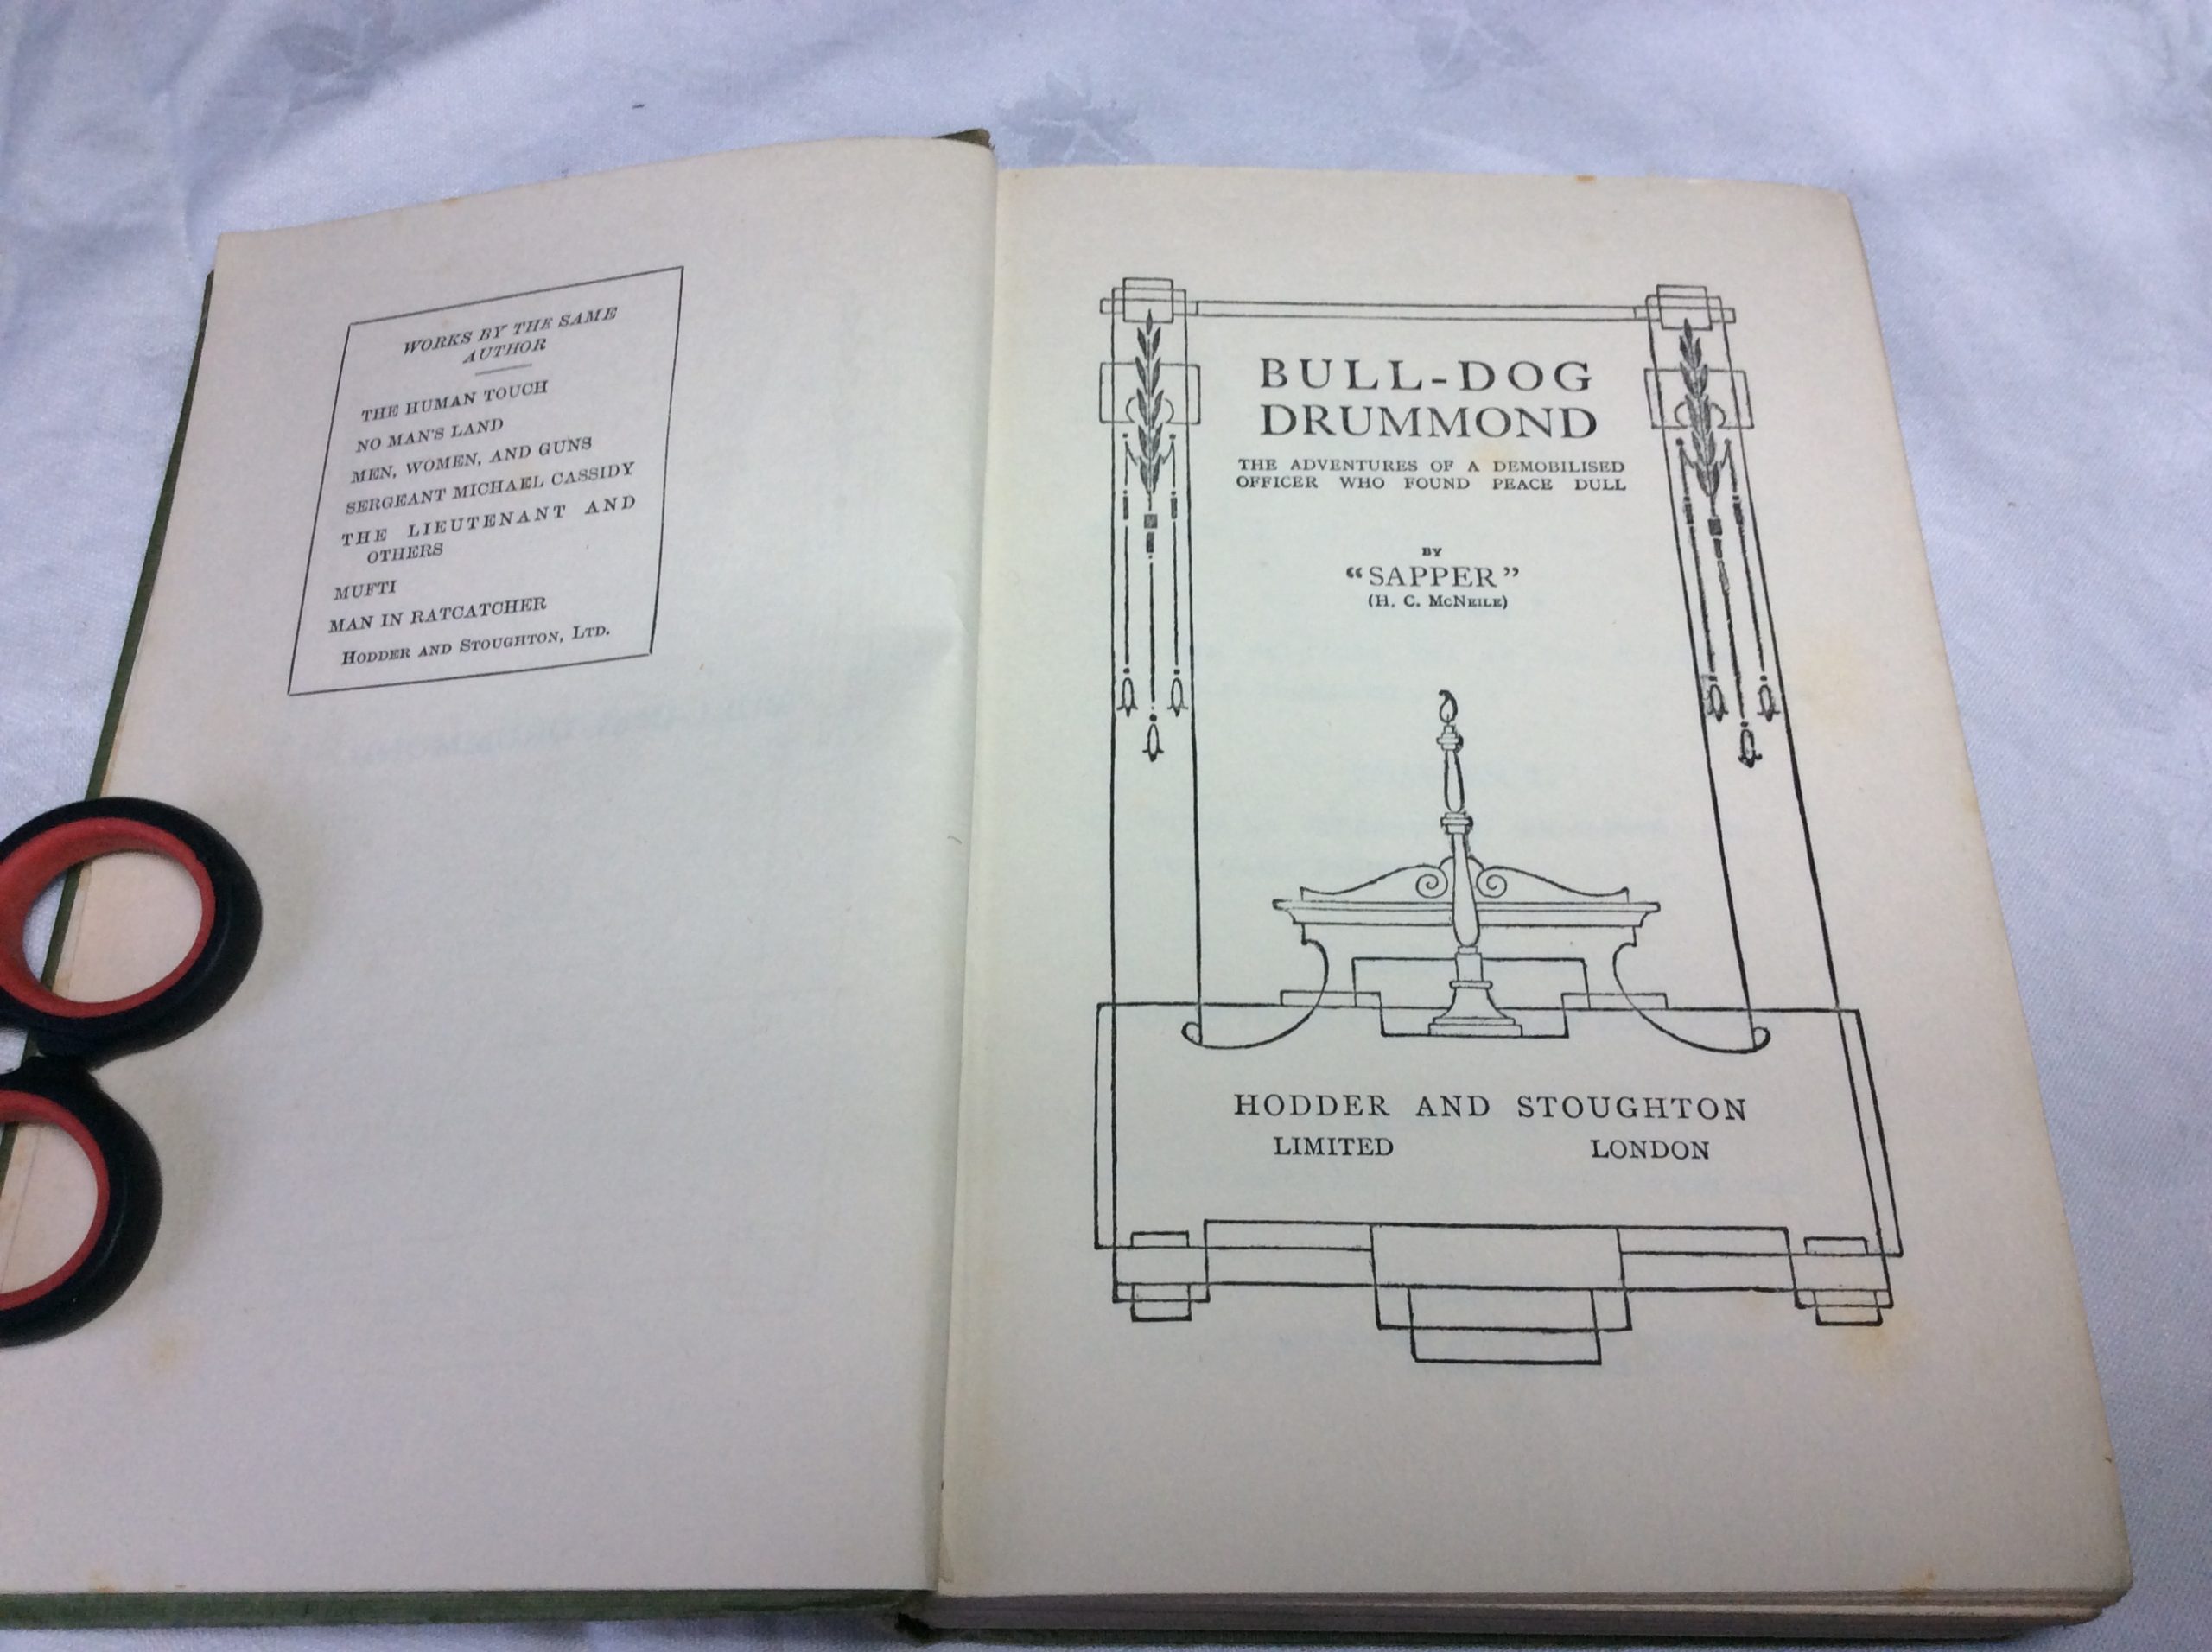 WORKS BY THE SAME
AUTHOR
THE HUMAN TOUCH
NO MAN'S LAND
MEN, WOMEN, AND GUNS
SERGEANT MICHAEL CASSIDY
THE LIEUTENANT AND
OTHERS
MUFTI
MAN IN RATCATCHER
HODDER AND STOUGHTON, LTD.
BULL-DOG
DRUMMOND
THE ADVENTURES OF A DEMOBILISED
OFFICER WHO FOUND PEACE DULL
BY
“SAPPER”
(H. C. McNEILE)
HODDER AND STOUGHTON
LIMITED LONDON